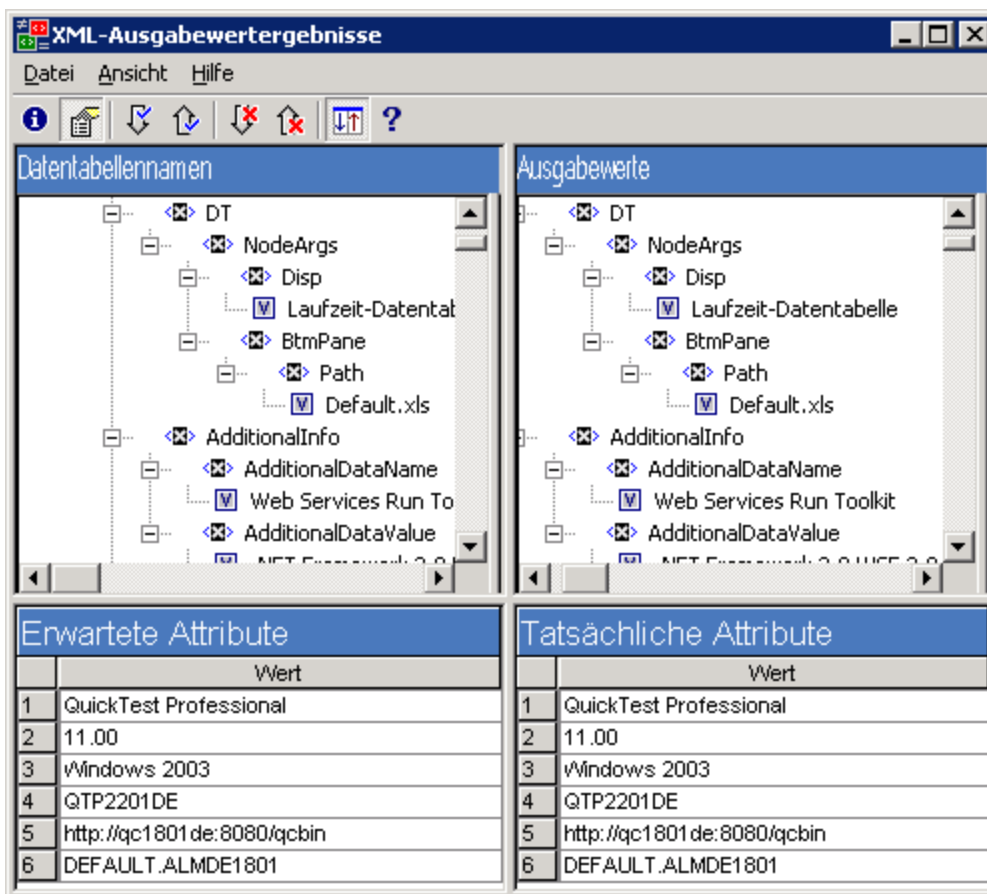 XML-Ausgabewertergebnisse
Datei Ansicht Hilfe
Datentabellennamen
DT
NodeArgs
Disp
Laufzeit-Datentab
BtmPane
Path
Default.xls
AdditionalInfo
AdditionalDataName
Web Services Run To
AdditionalDataValue
Ausgabewerte
DT
NodeArgs
Disp
Laufzeit-Datentabelle
BtmPane
Path
Default.xls
AdditionalInfo
AdditionalDataName
Web Services Run Toolkit
AdditionalDataValue
Erwartete Attribute
Wert
1 QuickTest Professional
2 11.00
3 Windows 2003
4 QTP2201DE
5 http://qc1801de:8080/qcbin
6 DEFAULT.ALMDE1801
Tatsächliche Attribute
Wert
1 QuickTest Professional
2 11.00
3 Windows 2003
4 QTP2201DE
5 http://qc1801de:8080/qcbin
6 DEFAULT.ALMDE1801